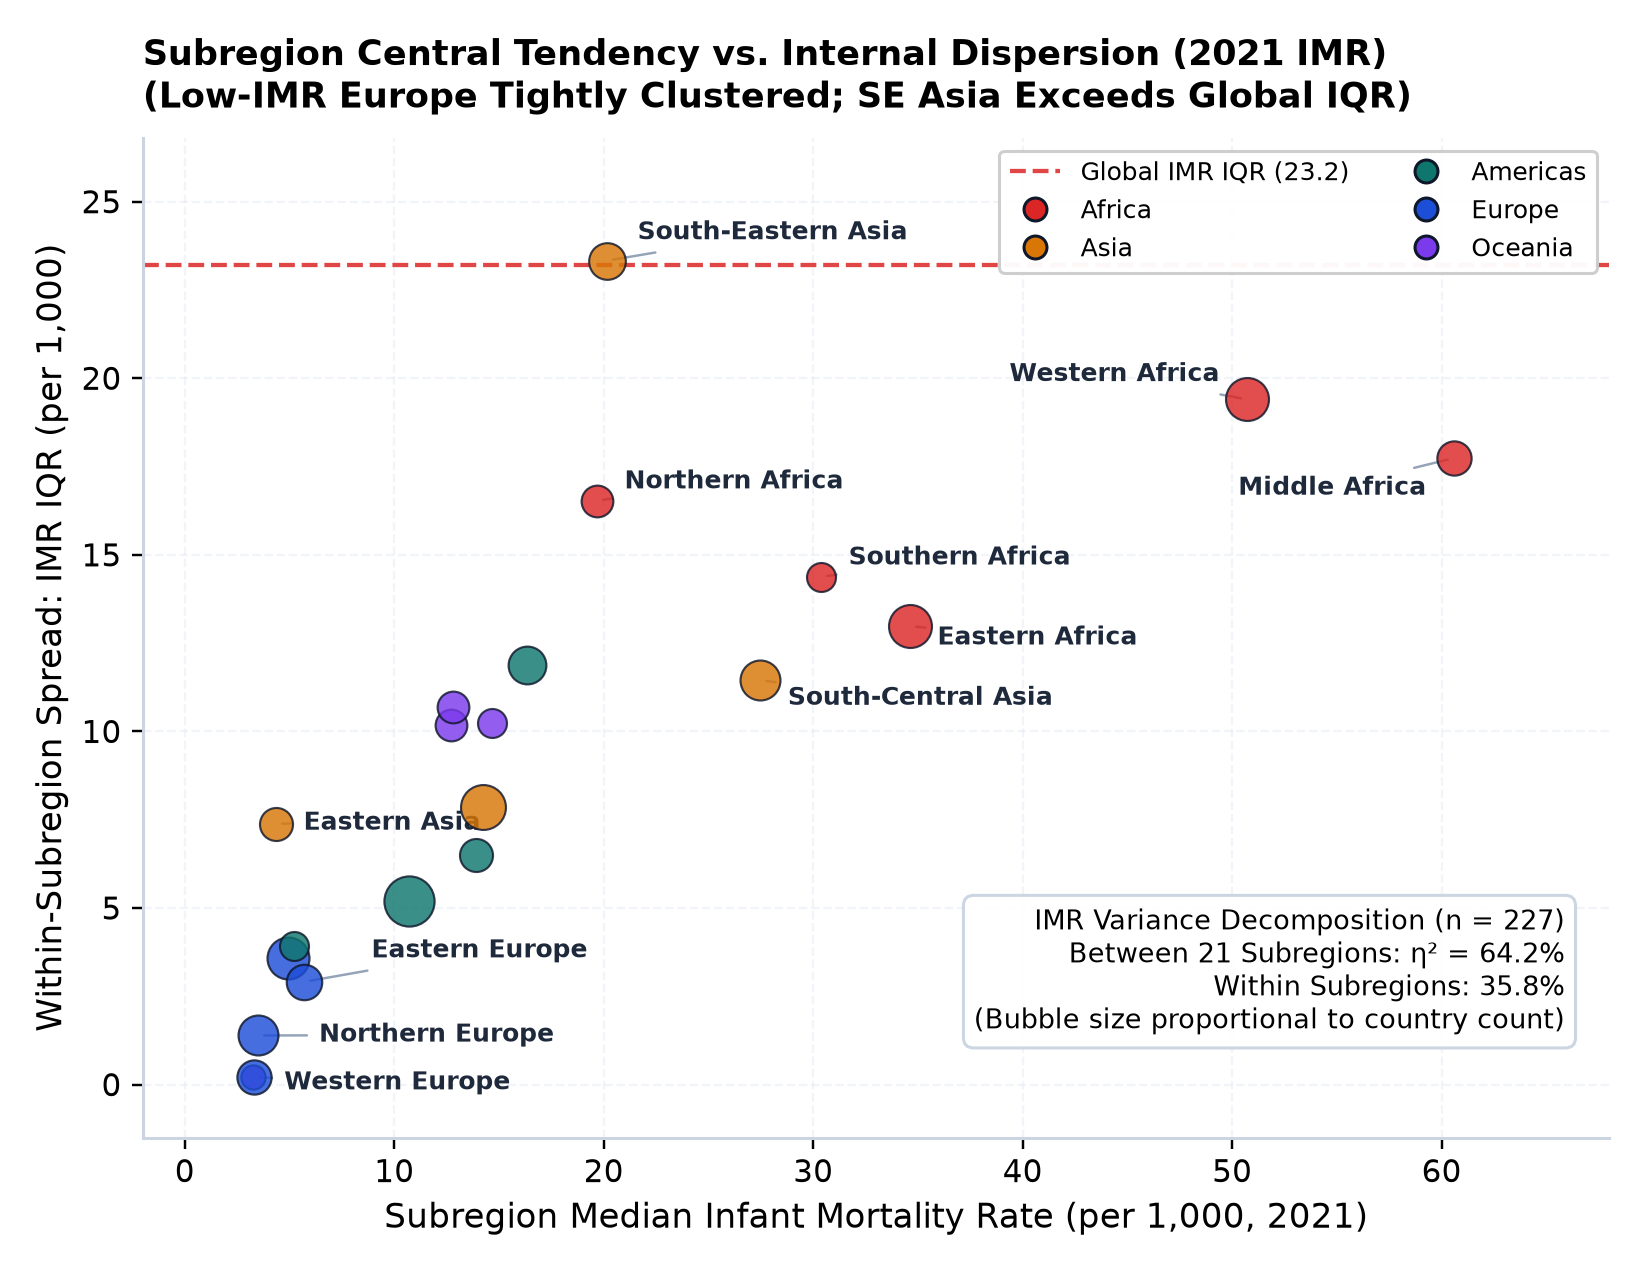 Subregion Central Tendency vs. Internal Dispersion (2021 IMR)
(Low-IMR Europe Tightly Clustered; SE Asia Exceeds Global IQR)
Within-Subregion Spread: IMR IQR (per 1,000)
25
20
15
10
5
0
Global IMR IQR (23.2)
Africa
Asia
Americas
Europe
Oceania
South-Eastern Asia
Western Africa
Middle Africa
Northern Africa
Southern Africa
Eastern Africa
South-Central Asia
Eastern Asia
Eastern Europe
Northern Europe
Western Europe
IMR Variance Decomposition (n = 227)
Between 21 Subregions: η² = 64.2%
Within Subregions: 35.8%
(Bubble size proportional to country count)
0
10
20
30
40
50
60
Subregion Median Infant Mortality Rate (per 1,000, 2021)